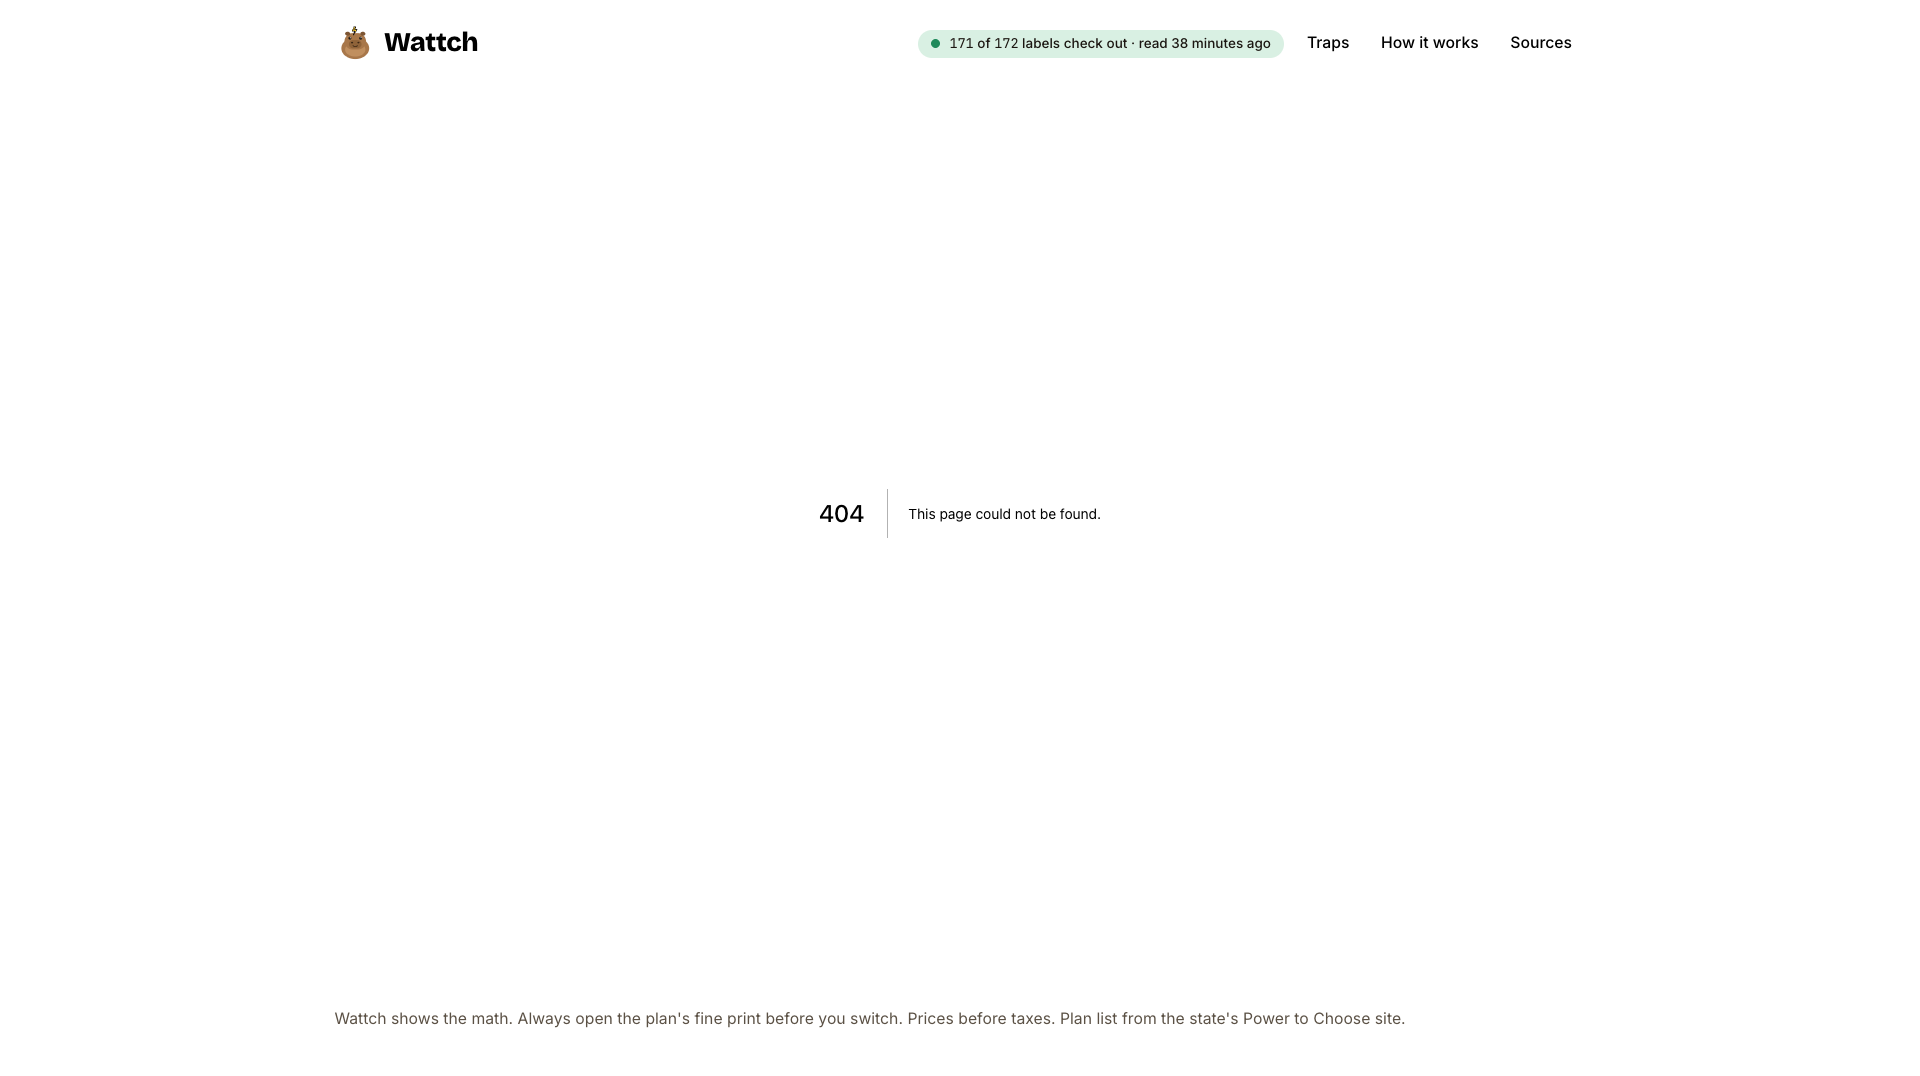 Wattch
171 of 172 labels check out · read 38 minutes ago
Traps
How it works
Sources
404
This page could not be found.
Wattch shows the math. Always open the plan's fine print before you switch. Prices before taxes. Plan list from the state's Power to Choose site.